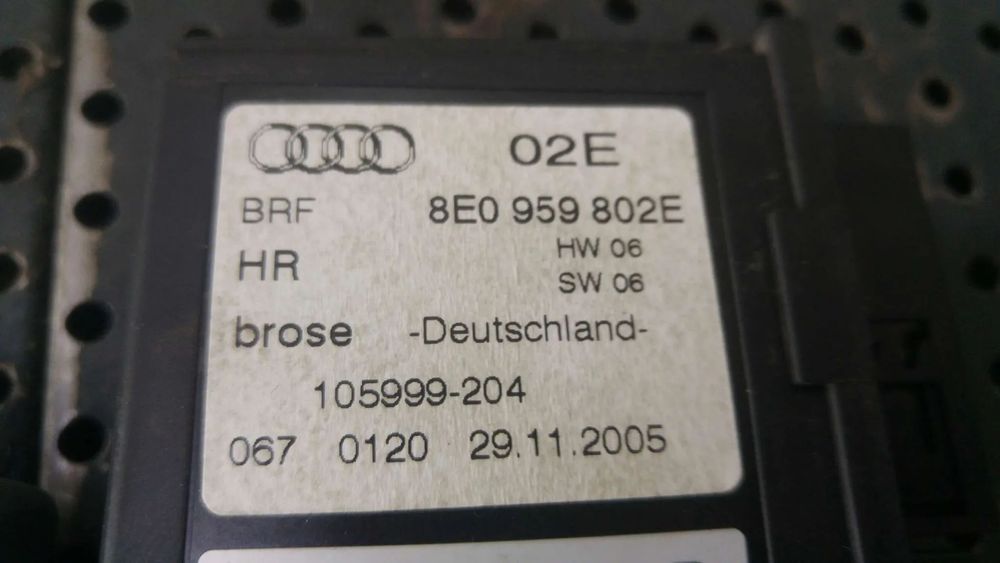 02E
BRF 8E0 959 802E
HR HW 06
SW 06
brose -Deutschland-
105999-204
067 0120 29.11.2005